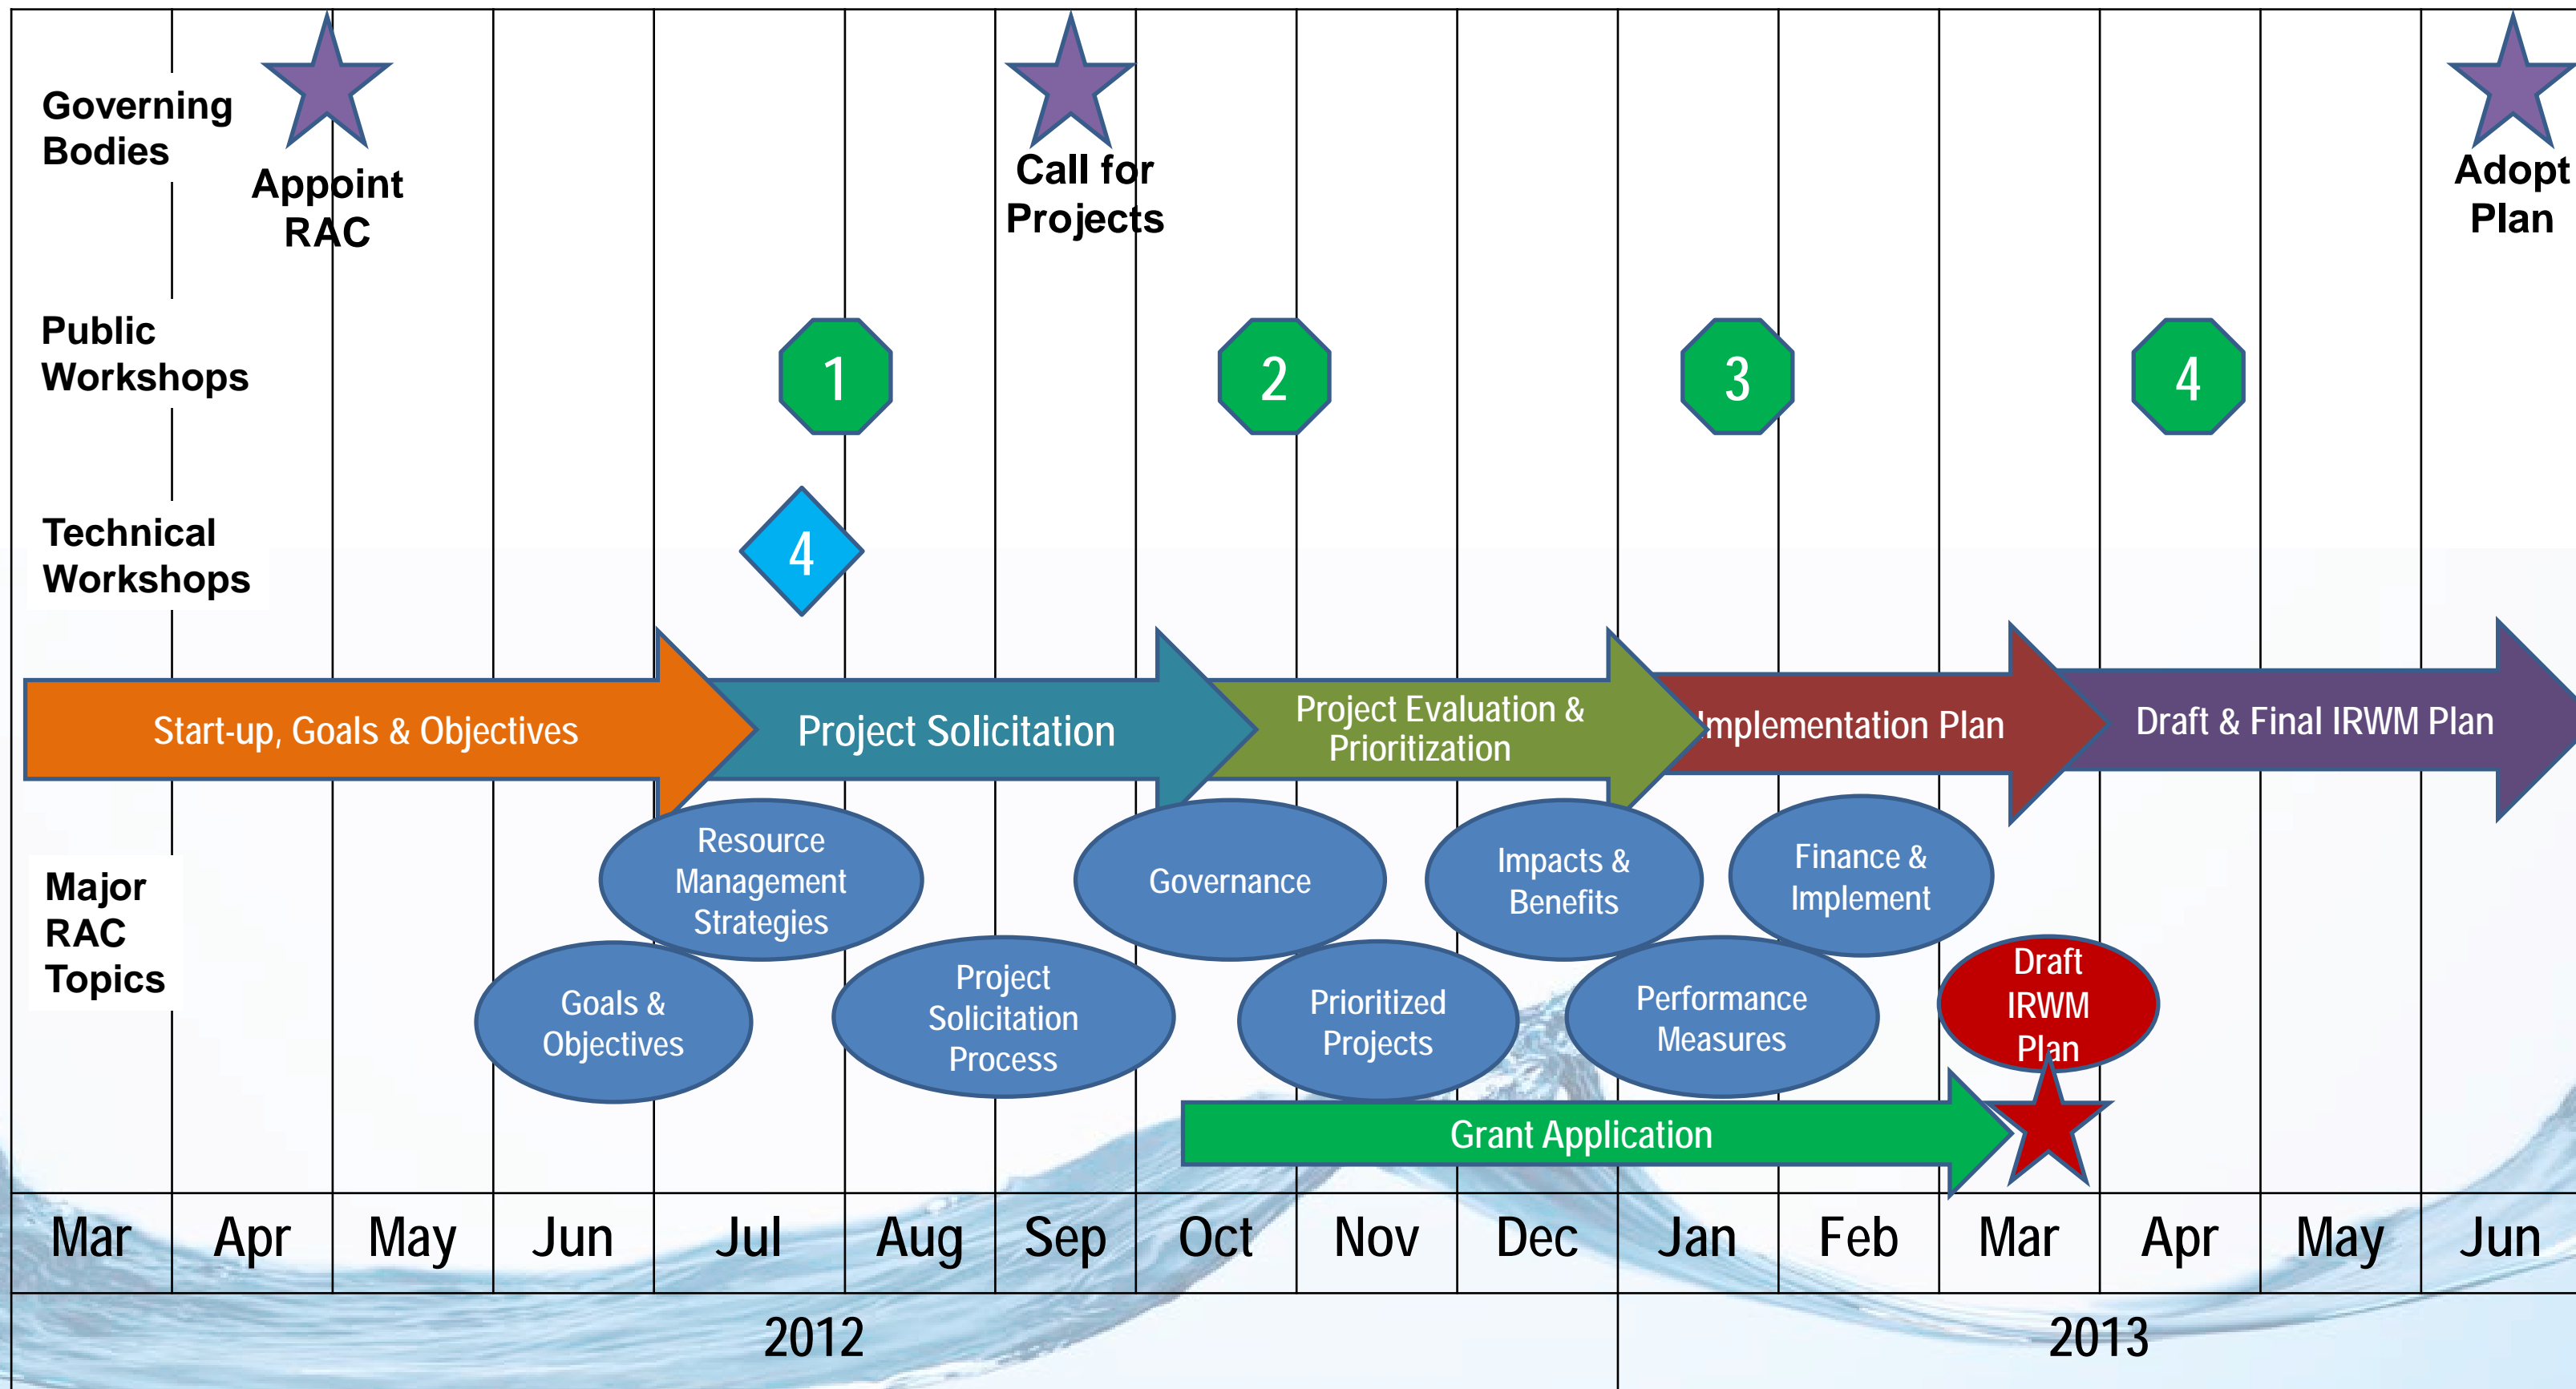 Governing
Bodies
Appoint
RAC
Call for
Projects
Adopt
Plan
Public
Workshops
1
2
3
4
Technical
Workshops
4
Start-up, Goals & Objectives
Project Solicitation
Project Evaluation &
Prioritization
Implementation Plan
Draft & Final IRWM Plan
Major
RAC
Topics
Resource
Management
Strategies
Governance
Impacts &
Benefits
Finance &
Implement
Goals &
Objectives
Project
Solicitation
Process
Prioritized
Projects
Performance
Measures
Draft
IRWM
Plan
Grant Application
Mar Apr May Jun Jul Aug Sep Oct Nov Dec Jan Feb Mar Apr May Jun
2012 2013